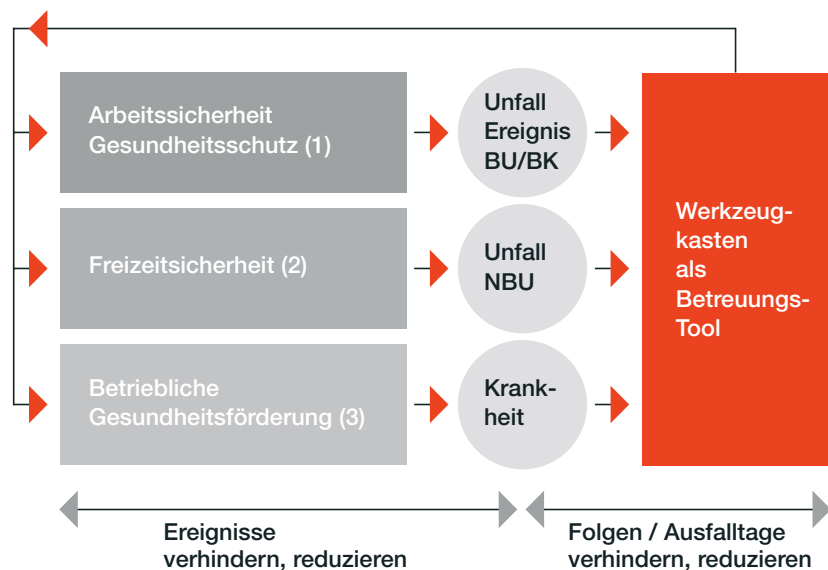 Arbeitssicherheit
Gesundheitsschutz (1)
Unfall
Ereignis
BU/BK
Freizeitsicherheit (2)
Unfall
NBU
Betriebliche
Gesundheitsförderung (3)
Krank-
heit
Werkzeug-
kasten
als
Betreuungs-
Tool
Ereignisse
verhindern, reduzieren
Folgen / Ausfalltage
verhindern, reduzieren